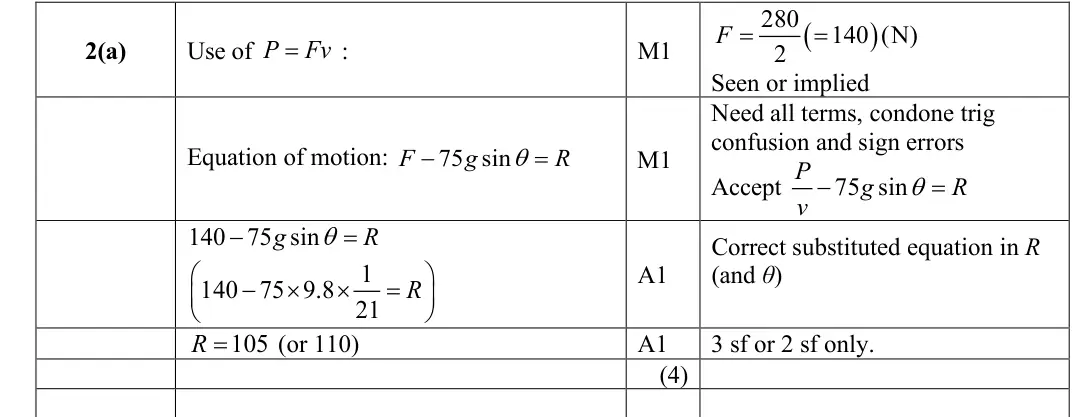 2(a) Use of P = Fv : M1 F = 280/2 (= 140)(N)
Seen or implied
Equation of motion: F − 75g sin θ = R M1 Need all terms, condone trig
confusion and sign errors
Accept P/v − 75g sin θ = R
140 − 75g sin θ = R
(140 − 75 × 9.8 × 1/21 = R) A1 Correct substituted equation in R
(and θ)
R = 105 (or 110) A1 3 sf or 2 sf only.
(4)